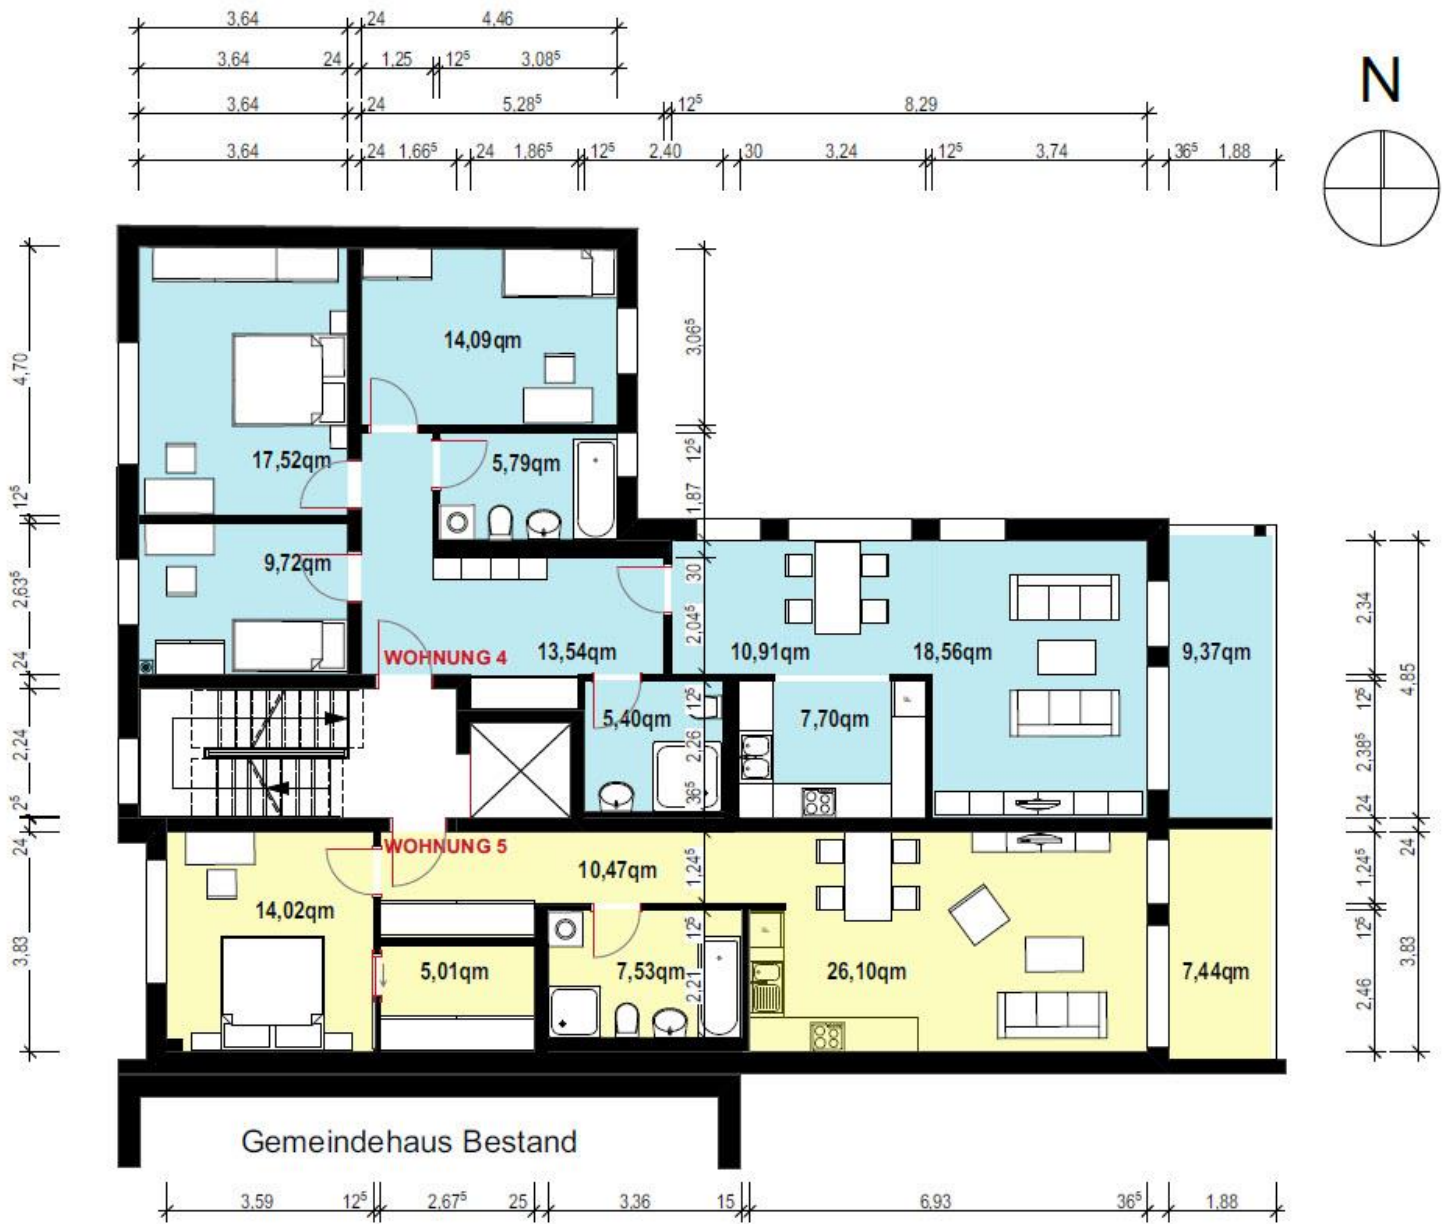 3,64 24 4,46
3,64 24 1,25 12⁵ 3,08⁵
N
3,64 24 5,28⁵ 12⁵ 8,29
3,64 24 1,66⁵ 24 1,86⁵ 12⁵ 2,40 30 3,24 12⁵ 3,74 36⁵ 1,88
4,70
12⁵
2,63⁵
24
2,24
2⁵
24
3,83
14,09qm
17,52qm
5,79qm
9,72qm
WOHNUNG 4
13,54qm
10,91qm
18,56qm
9,37qm
5,40qm
7,70qm
3,06⁵
12⁵
1,87
30
2,04⁵
12⁵
2,26
36⁵
1,24⁵
12⁵
2,21
WOHNUNG 5
10,47qm
14,02qm
5,01qm
7,53qm
26,10qm
7,44qm
2,34
12⁵
2,38⁵
24
1,24⁵
12⁵
2,46
4,85
24
3,83
Gemeindehaus Bestand
3,59 12⁵ 2,67⁵ 25 3,36 15 6,93 36⁵ 1,88